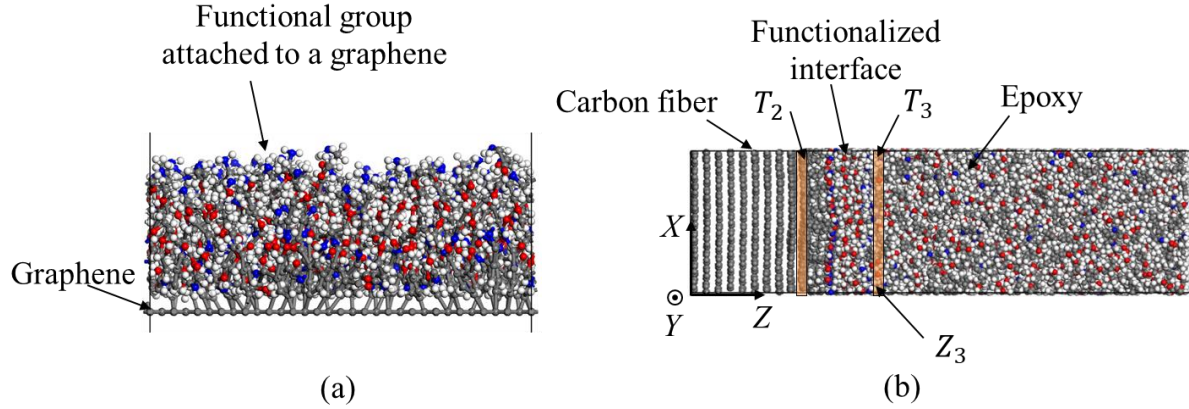 Functional group
attached to a graphene
Graphene
(a)
Functionalized
interface
Carbon fiber
T₂
T₃
Epoxy
X
Y
Z
Z₃
(b)